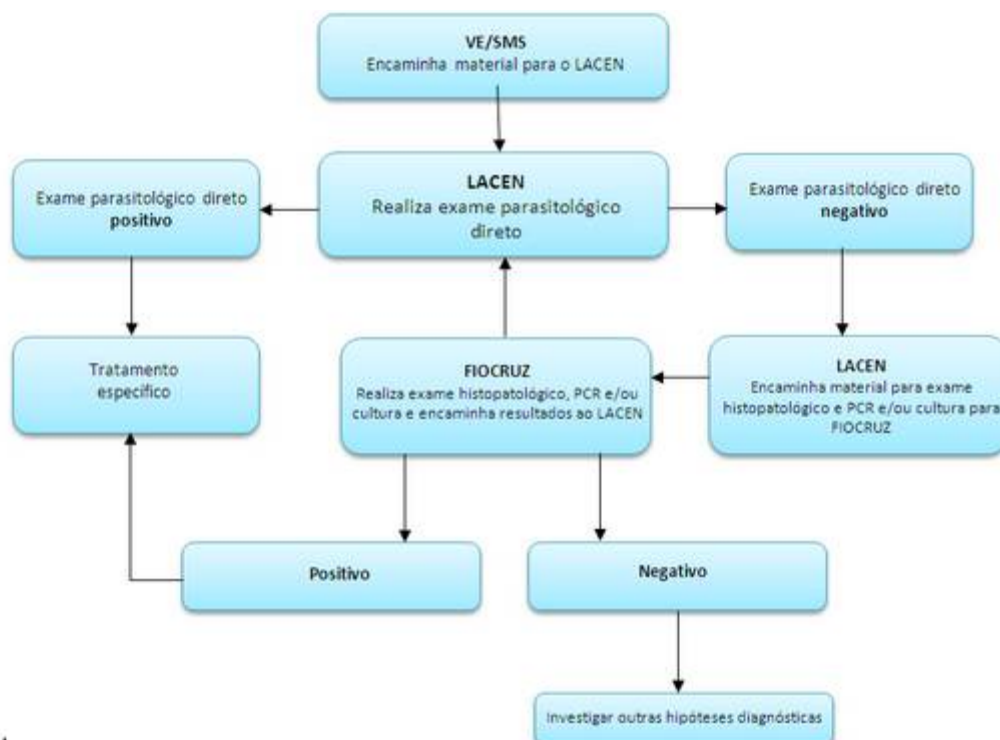 VE/SMS
Encaminha material para o LACEN
Exame parasitológico direto
positivo
LACEN
Realiza exame parasitológico
direto
Exame parasitológico direto
negativo
Tratamento
específico
FIOCRUZ
Realiza exame histopatológico, PCR e/ou
cultura e encaminha resultados ao LACEN
LACEN
Encaminha material para exame
histopatológico e PCR e/ou cultura para
FIOCRUZ
Positivo
Negativo
Investigar outras hipóteses diagnósticas